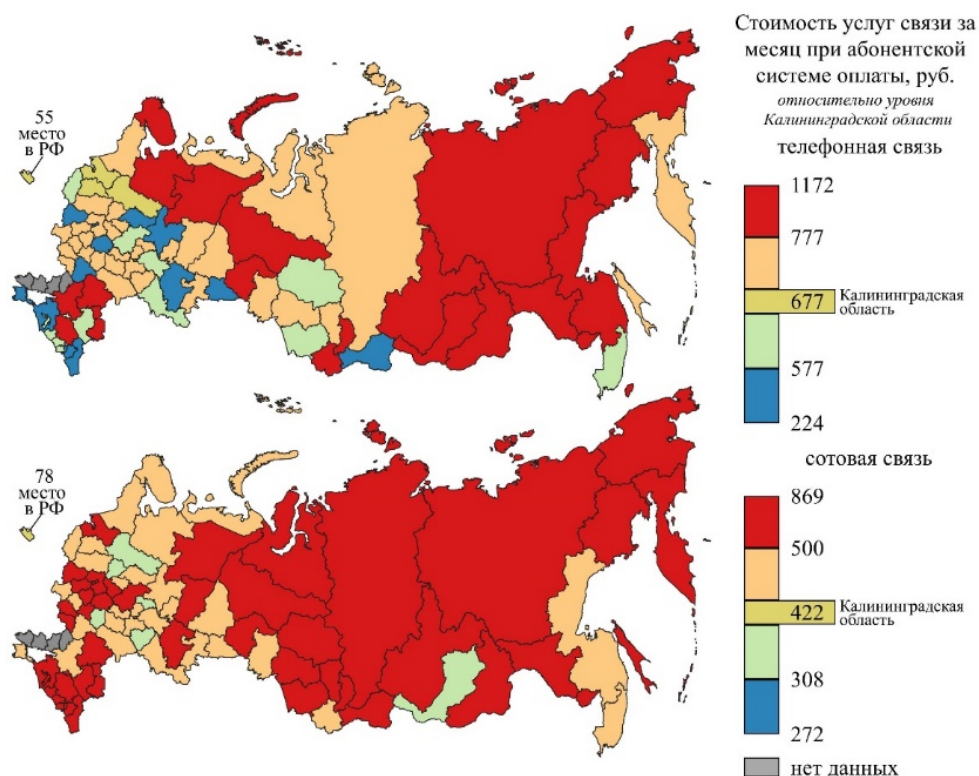 Стоимость услуг связи за
месяц при абонентской
системе оплаты, руб.
относительно уровня
Калининградской области
телефонная связь
55
место
в РФ
1172
777
677
Калининградская
область
577
224
сотовая связь
78
место
в РФ
869
500
422
Калининградская
область
308
272
нет данных